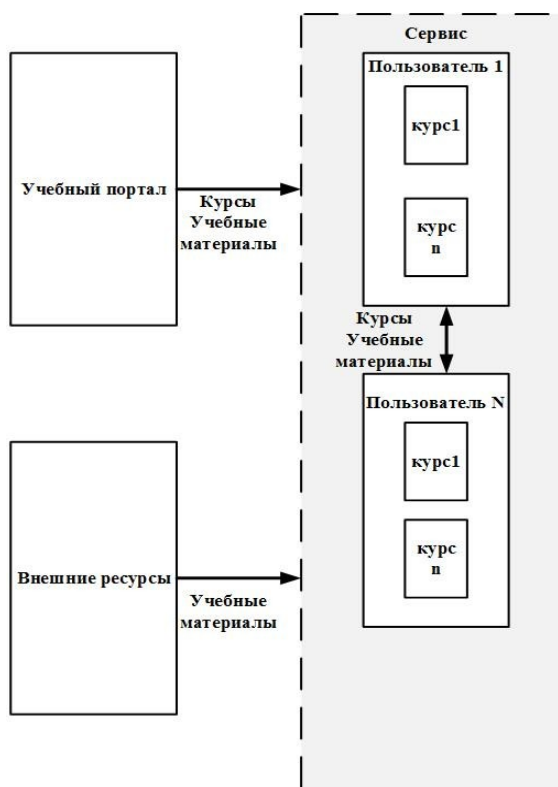 Сервис
Пользователь 1
курс1
Учебный портал
Курсы
Учебные
материалы
курс
n
Курсы
Учебные
материалы
Пользователь N
курс1
курс
n
Внешние ресурсы
Учебные
материалы